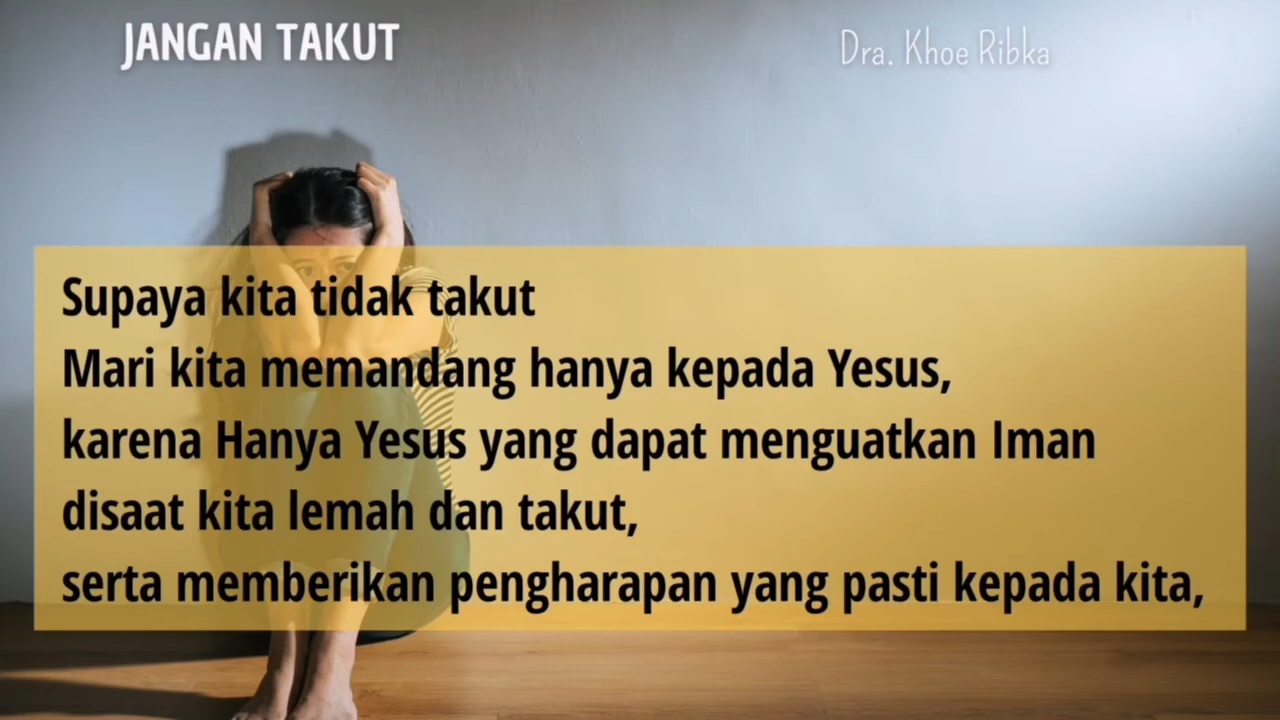 JANGAN TAKUT
Dra. Khoe Ribka
Supaya kita tidak takut
Mari kita memandang hanya kepada Yesus,
karena Hanya Yesus yang dapat menguatkan Iman
disaat kita lemah dan takut,
serta memberikan pengharapan yang pasti kepada kita,